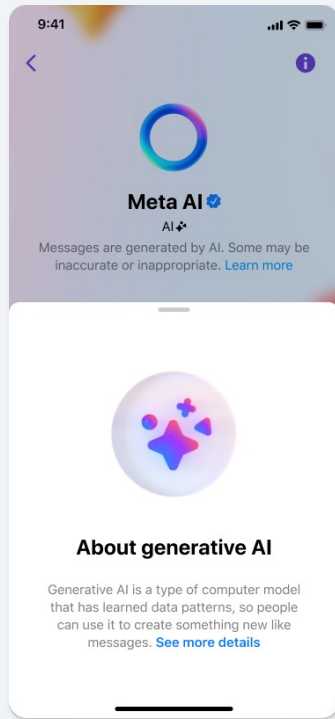 9:41
Meta AI
AI
Messages are generated by AI. Some may be
inaccurate or inappropriate. Learn more
About generative AI
Generative AI is a type of computer model
that has learned data patterns, so people
can use it to create something new like
messages. See more details